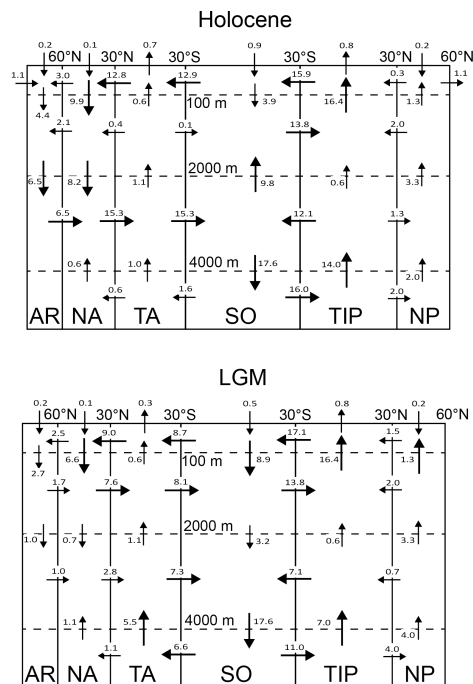 Holocene
0.2 0.1 0.7 0.9 0.8 0.2
60°N 30°N 30°S 30°S 30°N 60°N
1.1 3.0 12.8 12.9 15.9 0.3 1.1
4.4 9.9 0.6 100 m 3.9 16.4 1.3
2.1 0.4 0.1 13.8 2.0
2000 m
6.5 8.2 1.1 9.8 0.6 3.3
6.5 15.3 15.3 12.1 1.3
0.6 1.0 4000 m 17.6 14.0 2.0
0.6 1.6 16.0 2.0
AR NA TA SO TIP NP
LGM
0.2 0.1 0.3 0.5 0.8 0.2
60°N 30°N 30°S 30°S 30°N 60°N
2.5 9.0 8.7 17.1 1.5
2.7 6.6 0.6 100 m 8.9 16.4 1.3
1.7 7.6 8.1 13.8 2.0
2000 m
1.0 0.7 1.1 3.2 0.6 3.3
1.0 2.8 7.3 7.1 0.7
1.1 5.5 4000 m 17.6 7.0 4.0
1.1 6.6 11.0 4.0
AR NA TA SO TIP NP